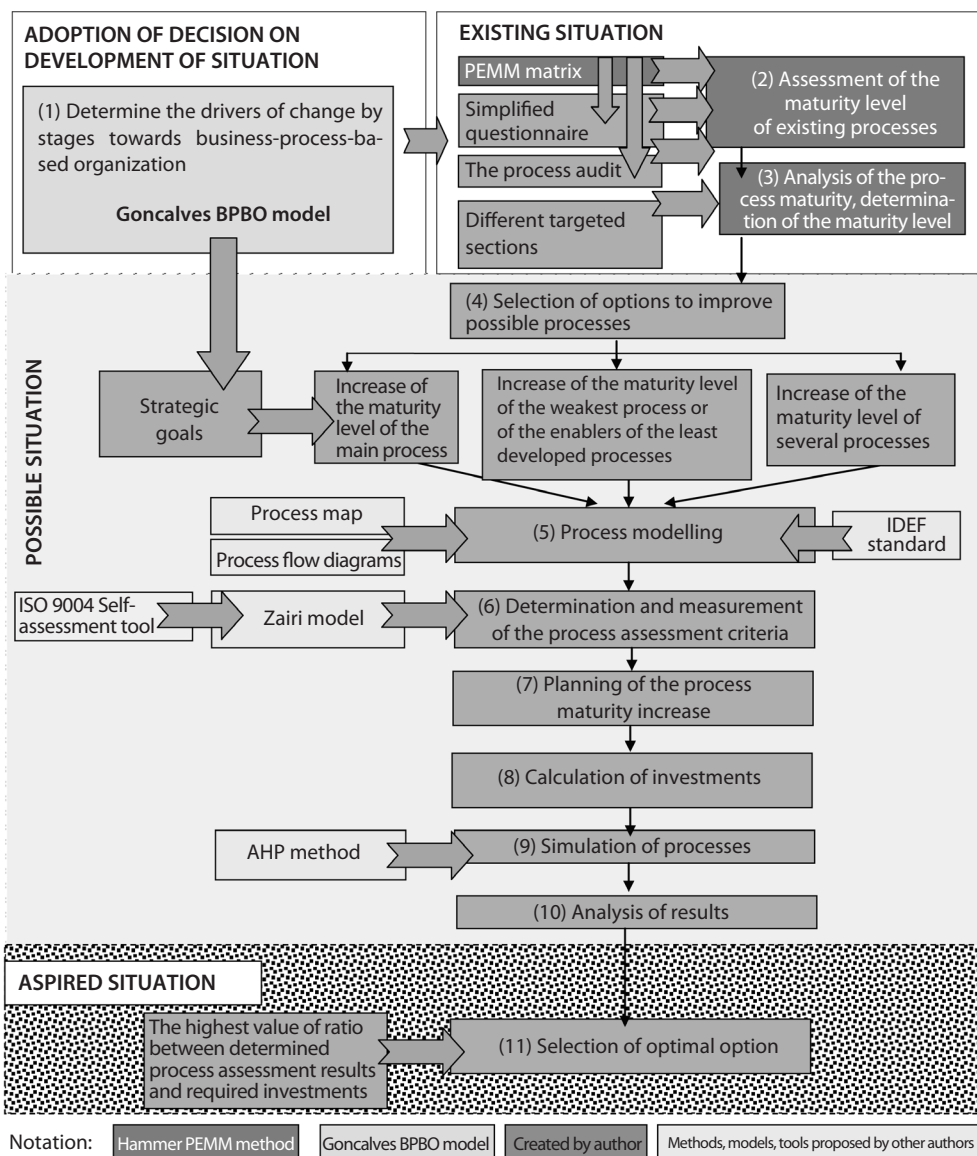 ADOPTION OF DECISION ON
DEVELOPMENT OF SITUATION
(1) Determine the drivers of change by
stages towards business-process-ba-
sed organization
Goncalves BPBO model
EXISTING SITUATION
PEMM matrix
Simplified
questionnaire
The process audit
Different targeted
sections
(2) Assessment of the
maturity level
of existing processes
(3) Analysis of the pro-
cess maturity, determina-
tion of the maturity level
POSSIBLE SITUATION
(4) Selection of options to improve
possible processes
Strategic
goals
Increase of
the maturity
level of the
main process
Increase of the maturity level
of the weakest process or
of the enablers of the least
developed processes
Increase of the
maturity level of
several processes
Process map
Process flow diagrams
(5) Process modelling
IDEF
standard
ISO 9004 Self-
assessment tool
Zairi model
(6) Determination and measurement
of the process assessment criteria
(7) Planning of the process
maturity increase
(8) Calculation of investments
AHP method
(9) Simulation of processes
(10) Analysis of results
ASPIRED SITUATION
The highest value of ratio
between determined
process assessment results
and required investments
(11) Selection of optimal option
Notation:
Hammer PEMM method
Goncalves BPBO model
Created by author
Methods, models, tools proposed by other authors